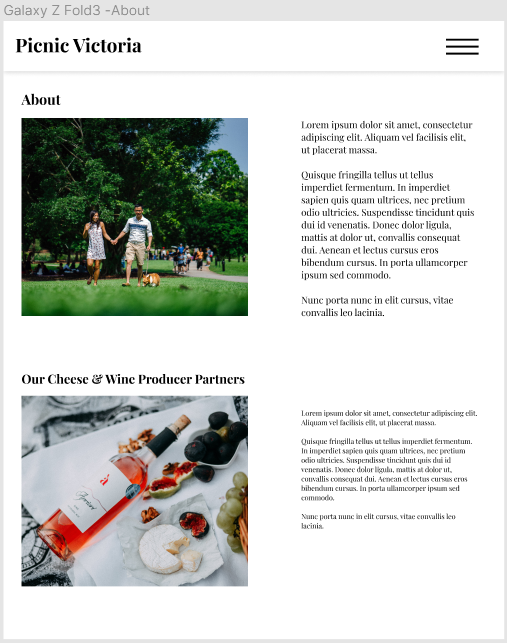 Galaxy Z Fold3 -About
Picnic Victoria
About
Lorem ipsum dolor sit amet, consectetur
adipiscing elit. Aliquam vel facilisis elit,
ut placerat massa.
Quisque fringilla tellus ut tellus
imperdiet fermentum. In imperdiet
sapien quis quam ultrices, nec pretium
odio ultricies. Suspendisse tincidunt quis
dui id venenatis. Donec dolor ligula,
mattis at dolor ut, convallis consequat
dui. Aenean et lectus cursus eros
bibendum cursus. In porta ullamcorper
ipsum sed commodo.
Nunc porta nunc in elit cursus, vitae
convallis leo lacinia.
Our Cheese & Wine Producer Partners
Lorem ipsum dolor sit amet, consectetur adipiscing elit.
Aliquam vel facilisis elit, ut placerat massa.
Quisque fringilla tellus ut tellus imperdiet fermentum.
In imperdiet sapien quis quam ultrices, nec pretium
odio ultricies. Suspendisse tincidunt quis dui id
venenatis. Donec dolor ligula, mattis at dolor ut,
convallis consequat dui. Aenean et lectus cursus eros
bibendum cursus. In porta ullamcorper ipsum sed
commodo.
Nunc porta nunc in elit cursus, vitae convallis leo
lacinia.